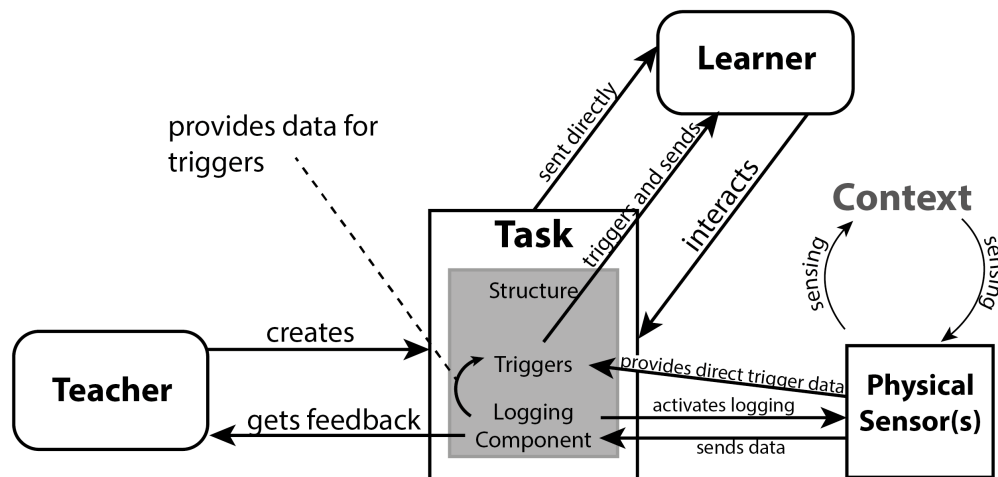 Learner
provides data for
triggers
sent directly
triggers and sends
interacts
Context
sensing
sensing
Task
Structure
creates
Teacher
Triggers
provides direct trigger data
Physical
Sensor(s)
Logging
Component
activates logging
gets feedback
sends data